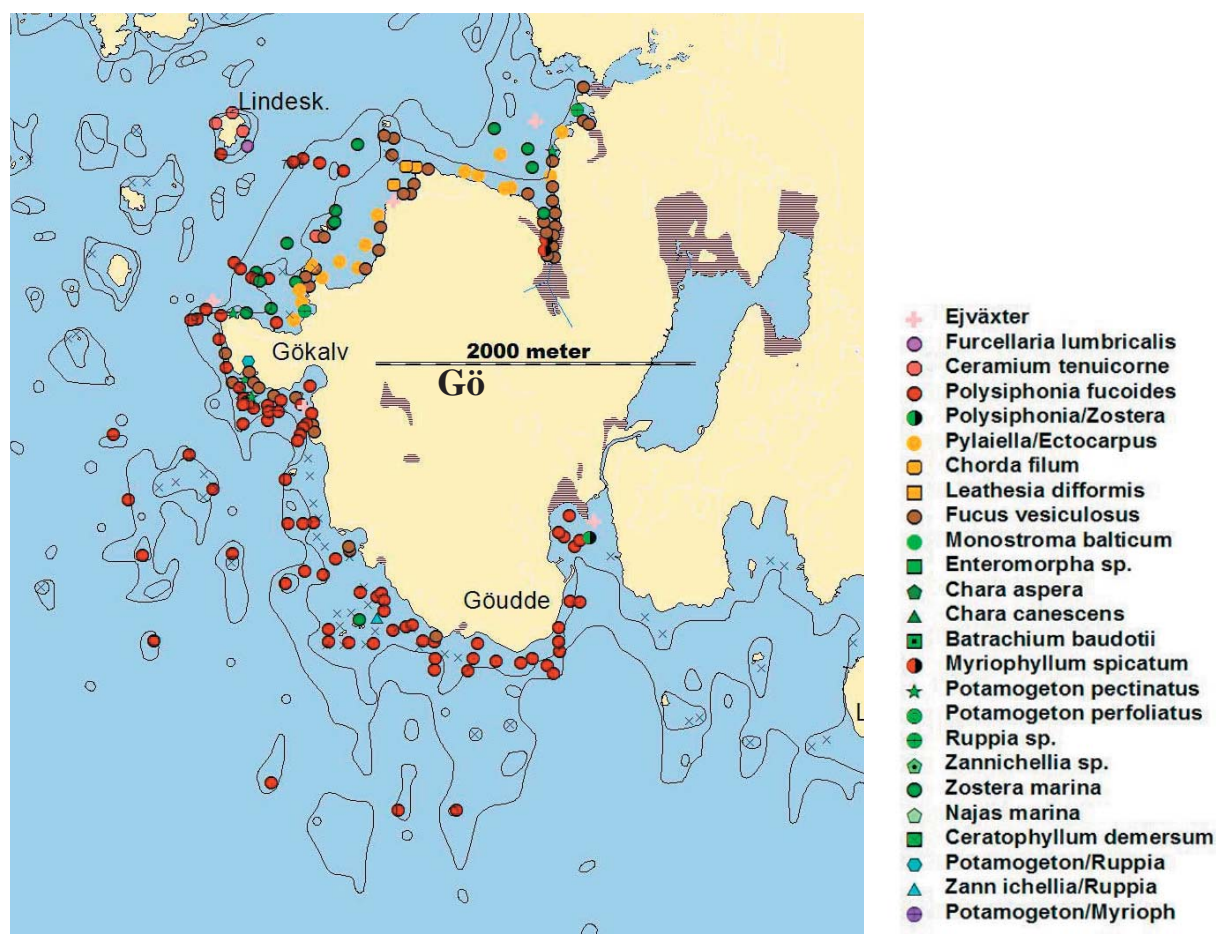 Lindesk.
Gökalv
2000 meter
Gö
Göudde
L
Ejväxter
Furcellaria lumbricalis
Ceramium tenuicorne
Polysiphonia fucoides
Polysiphonia/Zostera
Pylaiella/Ectocarpus
Chorda filum
Leathesia difformis
Fucus vesiculosus
Monostroma balticum
Enteromorpha sp.
Chara aspera
Chara canescens
Batrachium baudotii
Myriophyllum spicatum
Potamogeton pectinatus
Potamogeton perfoliatus
Ruppia sp.
Zannichellia sp.
Zostera marina
Najas marina
Ceratophyllum demersum
Potamogeton/Ruppia
Zann ichellia/Ruppia
Potamogeton/Myrioph